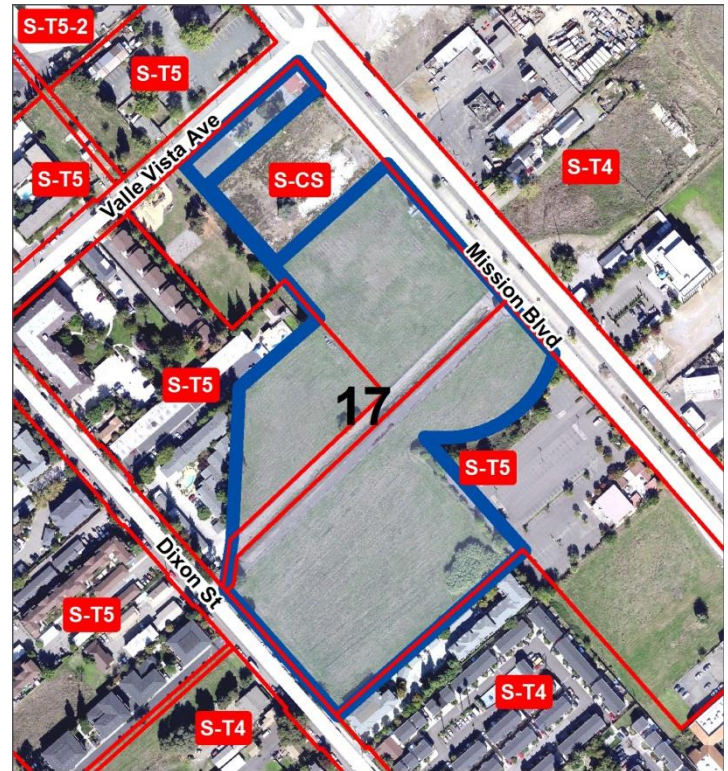 S-T5-2
S-T5
S-T5
Valle Vista Ave
S-CS
S-T4
Mission Blvd
S-T5
17
S-T5
Dixon St
S-T5
S-T4
S-T4